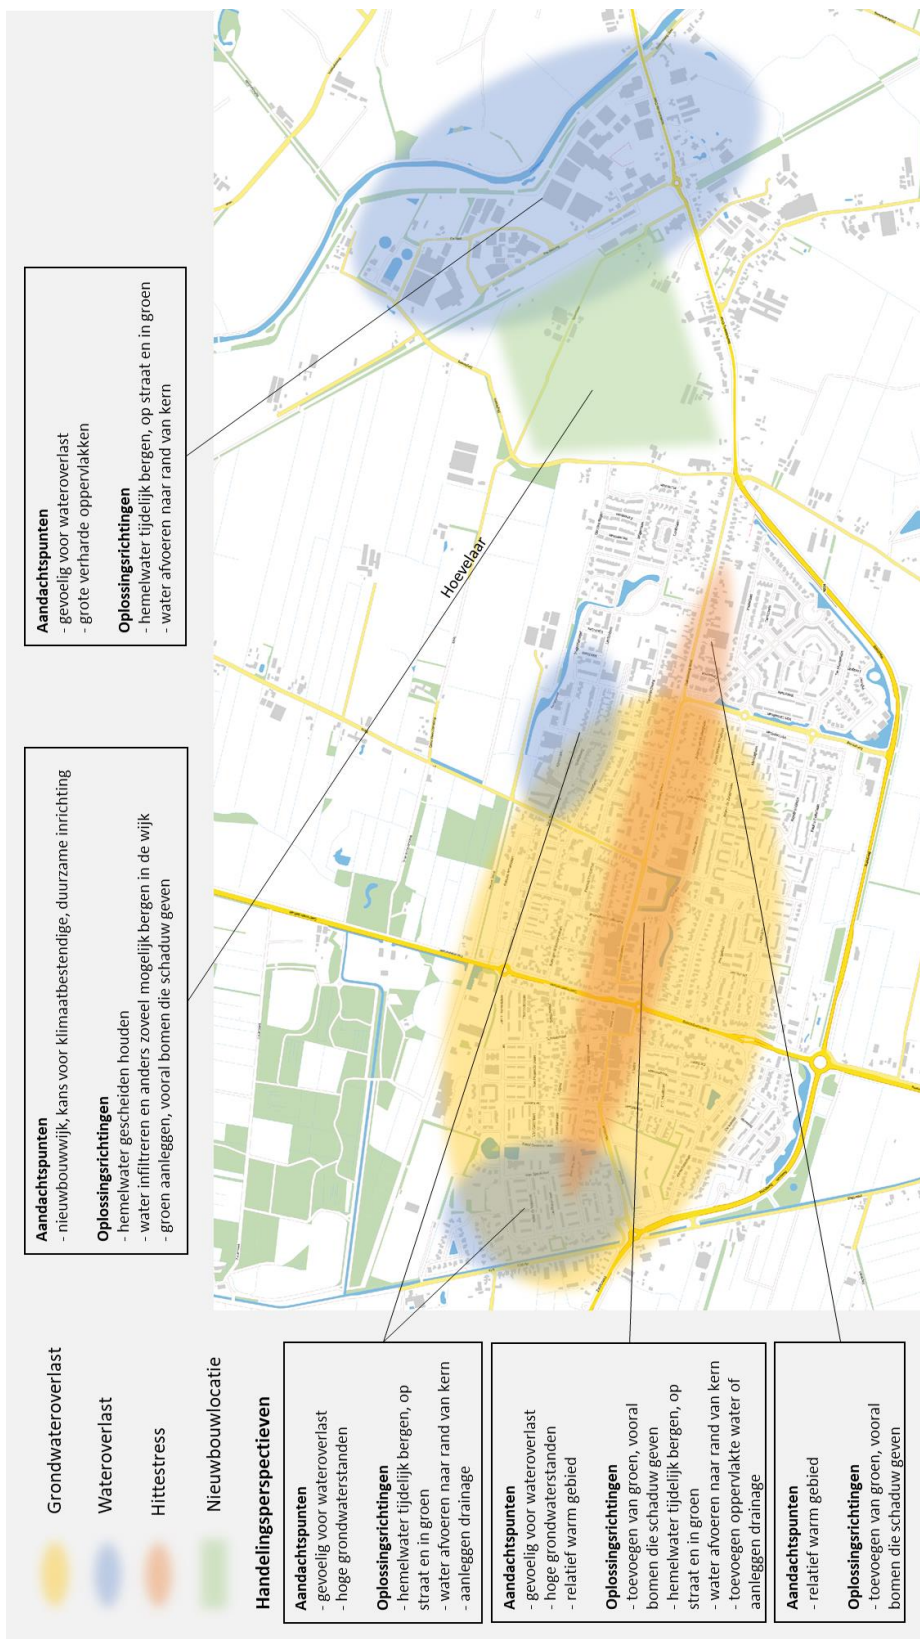 Grondwateroverlast
Wateroverlast
Hittestress
Nieuwbouwlocatie
Handelingsperspectieven
Aandachtspunten
- gevoelig voor wateroverlast
- hoge grondwaterstanden
Oplossingsrichtingen
- hemelwater tijdelijk bergen, op
straat en in groen
- water afvoeren naar rand van kern
- aanleggen drainage
Aandachtspunten
- gevoelig voor wateroverlast
- hoge grondwaterstanden
- relatief warm gebied
Oplossingsrichtingen
- toevoegen van groen, vooral
bomen die schaduw geven
- hemelwater tijdelijk bergen, op
straat en in groen
- water afvoeren naar rand van kern
- toevoegen oppervlakte water of
aanleggen drainage
Aandachtspunten
- relatief warm gebied
Oplossingsrichtingen
- toevoegen van groen, vooral
bomen die schaduw geven
Aandachtspunten
- nieuwbouwwijk, kans voor klimaatbestendige, duurzame inrichting
Oplossingsrichtingen
- hemelwater gescheiden houden
- water infiltreren en anders zoveel mogelijk bergen in de wijk
- groen aanleggen, vooral bomen die schaduw geven
Aandachtspunten
- gevoelig voor wateroverlast
- grote verharde oppervlakken
Oplossingsrichtingen
- hemelwater tijdelijk bergen, op straat en in groen
- water afvoeren naar rand van kern
Hoevelaar